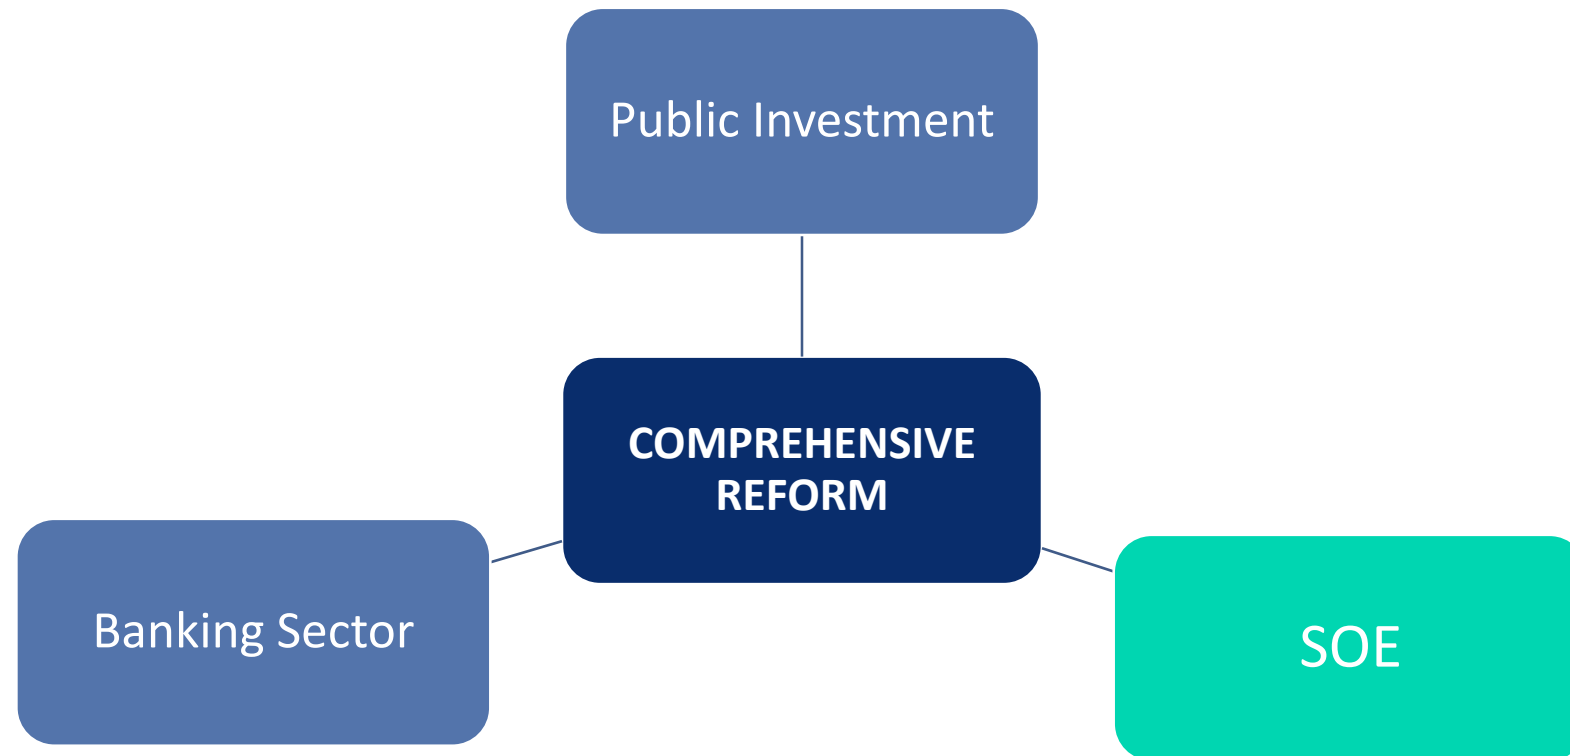 Public Investment
COMPREHENSIVE
REFORM
Banking Sector
SOE